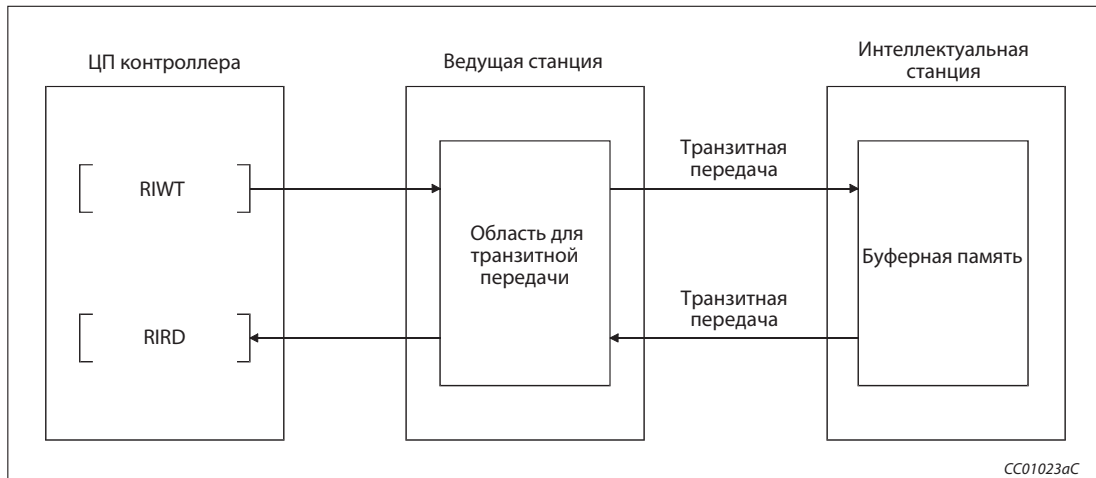 ЦП контроллера
Ведущая станция
Интеллектуальная
станция
RIWT
RIRD
Область для
транзитной
передачи
Транзитная
передача
Транзитная
передача
Буферная память
CC01023aC